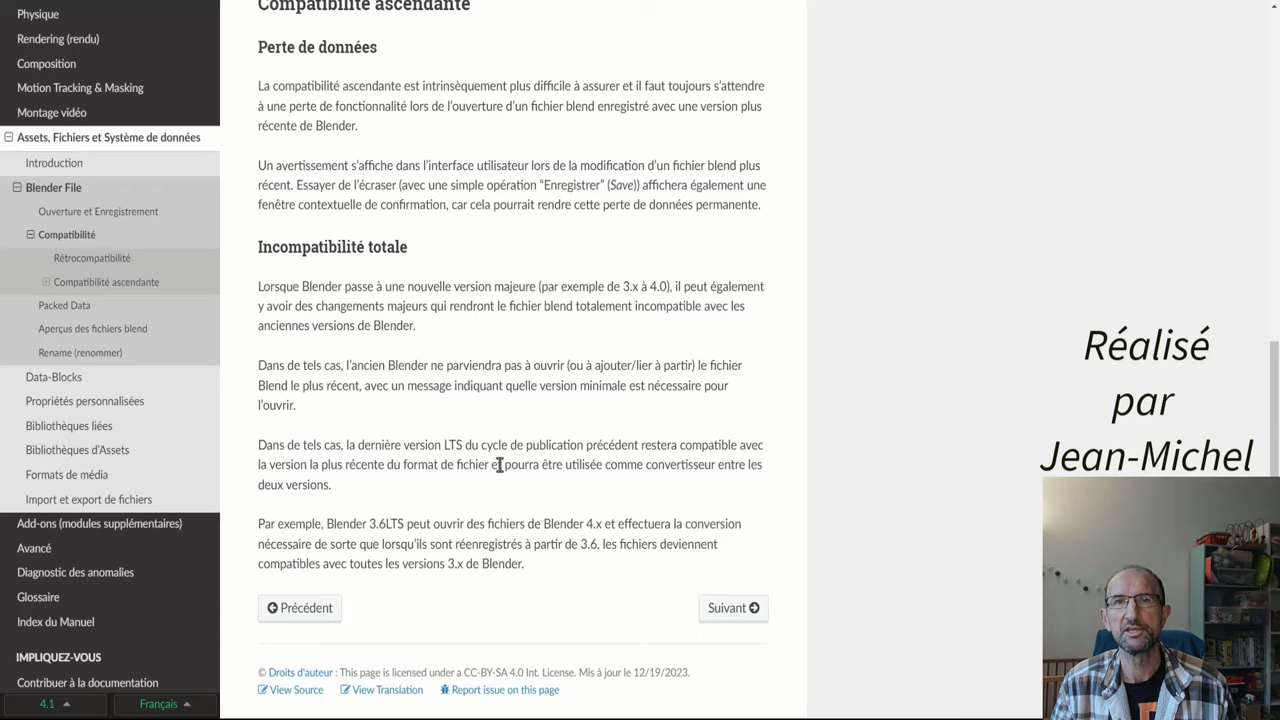 Physique
Rendering (rendu)
Composition
Motion Tracking & Masking
Montage vidéo
Assets, Fichiers et Système de données
Introduction
Blender File
Ouverture et Enregistrement
Compatibilité
Rétrocompatibilité
Compatibilité ascendante
Packed Data
Aperçus des fichiers blend
Rename (renommer)
Data-Blocks
Propriétés personnalisées
Bibliothèques liées
Bibliothèques d'Assets
Formats de média
Import et export de fichiers
Add-ons (modules supplémentaires)
Avancé
Diagnostic des anomalies
Glossaire
Index du Manuel
IMPLIQUEZ-VOUS
Contribuer à la documentation
4.1
Français
Compatibilité ascendante
Perte de données
La compatibilité ascendante est intrinsèquement plus difficile à assurer et il faut toujours s'attendre
à une perte de fonctionnalité lors de l'ouverture d'un fichier blend enregistré avec une version plus
récente de Blender.
Un avertissement s'affiche dans l'interface utilisateur lors de la modification d'un fichier blend plus
récent. Essayer de l'écraser (avec une simple opération “Enregistrer” (Save)) affichera également une
fenêtre contextuelle de confirmation, car cela pourrait rendre cette perte de données permanente.
Incompatibilité totale
Lorsque Blender passe à une nouvelle version majeure (par exemple de 3.x à 4.0), il peut également
y avoir des changements majeurs qui rendront le fichier blend totalement incompatible avec les
anciennes versions de Blender.
Dans de tels cas, l'ancien Blender ne parviendra pas à ouvrir (ou à ajouter/lier à partir) le fichier
Blend le plus récent, avec un message indiquant quelle version minimale est nécessaire pour
l'ouvrir.
Dans de tels cas, la dernière version LTS du cycle de publication précédent restera compatible avec
la version la plus récente du format de fichier et pourra être utilisée comme convertisseur entre les
deux versions.
Par exemple, Blender 3.6LTS peut ouvrir des fichiers de Blender 4.x et effectuera la conversion
nécessaire de sorte que lorsqu'ils sont réenregistrés à partir de 3.6, les fichiers deviennent
compatibles avec toutes les versions 3.x de Blender.
Précédent
Suivant
© Droits d'auteur : This page is licensed under a CC-BY-SA 4.0 Int. License. Mis à jour le 12/19/2023.
View Source
View Translation
Report issue on this page
Réalisé
par
Jean-Michel